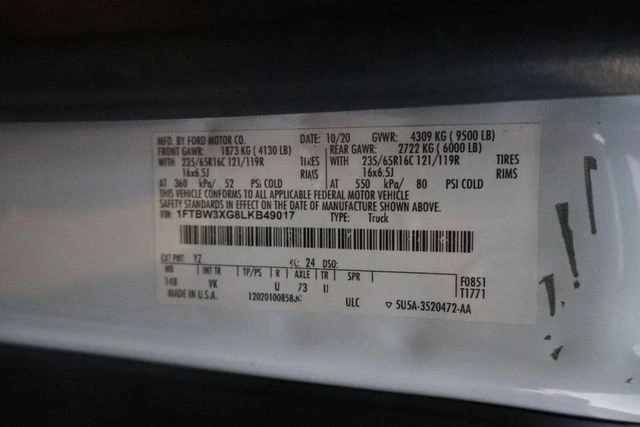 MFD. BY FORD MOTOR CO. DATE: 10/20 GVWR: 4309 KG ( 9500 LB)
FRONT GAWR: 1873 KG ( 4130 LB) REAR GAWR: 2722 KG ( 6000 LB)
WITH 235/65R16C 121/119R TIRES WITH 235/65R16C 121/119R TIRES
16x6.5J RIMS 16x6.5J RIMS
AT 360 kPa/ 52 PSI COLD AT 550 kPa/ 80 PSI COLD
THIS VEHICLE CONFORMS TO ALL APPLICABLE FEDERAL MOTOR VEHICLE
SAFETY STANDARDS IN EFFECT ON THE DATE OF MANUFACTURE SHOWN ABOVE.
VIN: 1FTBW3XG8LKB49017 TYPE: Truck
EXT PNT: YZ RC: 24 DSO:
WB INT TR TP/PS R AXLE TR SPR F0851
148 VK U 73 U T1771
MADE IN U.S.A. ULC 5U5A-3520472-AA